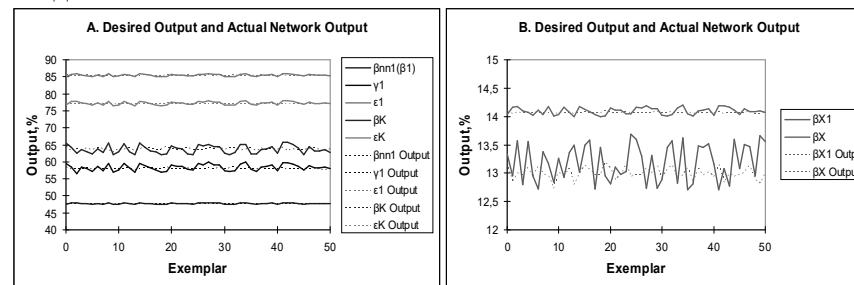 A. Desired Output and Actual Network Output
Output,%
90
85
80
75
70
65
60
55
50
45
40
0
10
20
30
40
50
Exemplar
βnn1(β1)
γ1
ε1
βK
εK
βnn1 Output
γ1 Output
ε1 Output
βK Output
εK Output
B. Desired Output and Actual Network Output
Output,%
15
14,5
14
13,5
13
12,5
12
0
10
20
30
40
50
Exemplar
βX1
βX
βX1 Outp
βX Output